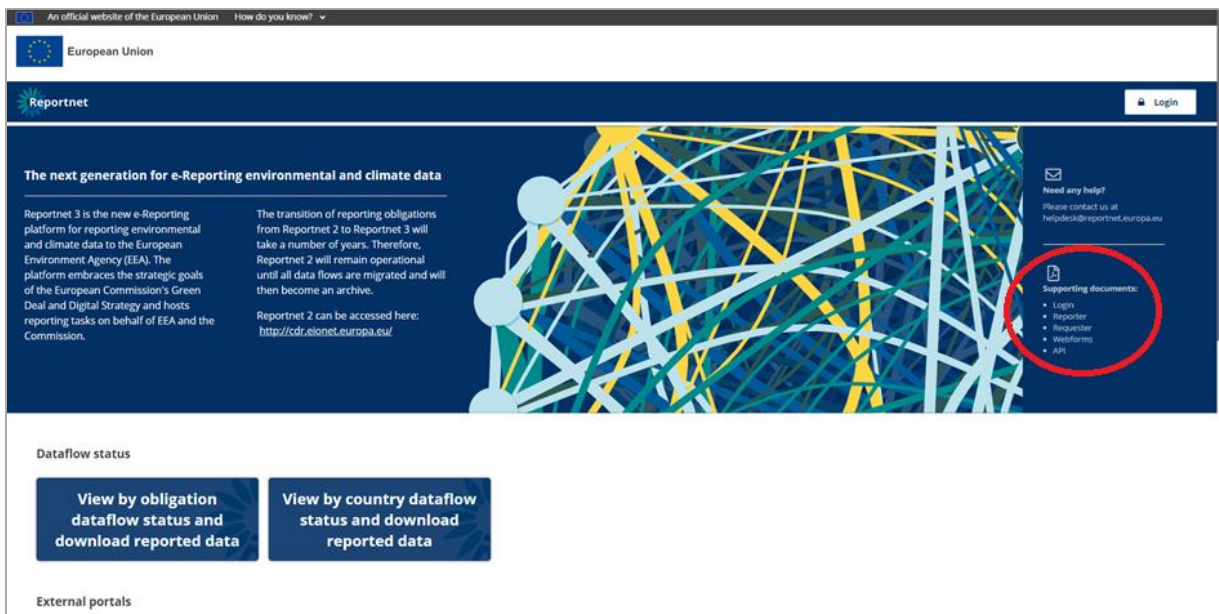 An official website of the European Union How do you know?
European Union
Reportnet
Login
The next generation for e-Reporting environmental and climate data
Reportnet 3 is the new e-Reporting
platform for reporting environmental
and climate data to the European
Environment Agency (EEA). The
platform embraces the strategic goals
of the European Commission's Green
Deal and Digital Strategy and hosts
reporting tasks on behalf of EEA and the
Commission.
The transition of reporting obligations
from Reportnet 2 to Reportnet 3 will
take a number of years. Therefore,
Reportnet 2 will remain operational
until all data flows are migrated and will
then become an archive.
Reportnet 2 can be accessed here:
http://cdr.eionet.europa.eu/
Need any help?
Please contact us at
helpdesk@reportnet.europa.eu
Supporting documents:
Login
Reporter
Requester
Webforms
API
Dataflow status
View by obligation
dataflow status and
download reported data
View by country dataflow
status and download
reported data
External portals